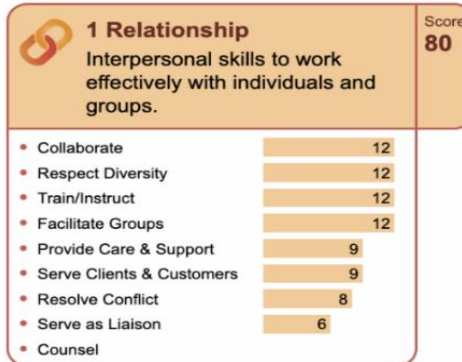 1 Relationship
Interpersonal skills to work
effectively with individuals and
groups.
Score
80
Collaborate 12
Respect Diversity 12
Train/Instruct 12
Facilitate Groups 12
Provide Care & Support 9
Serve Clients & Customers 9
Resolve Conflict 8
Serve as Liaison 6
Counsel